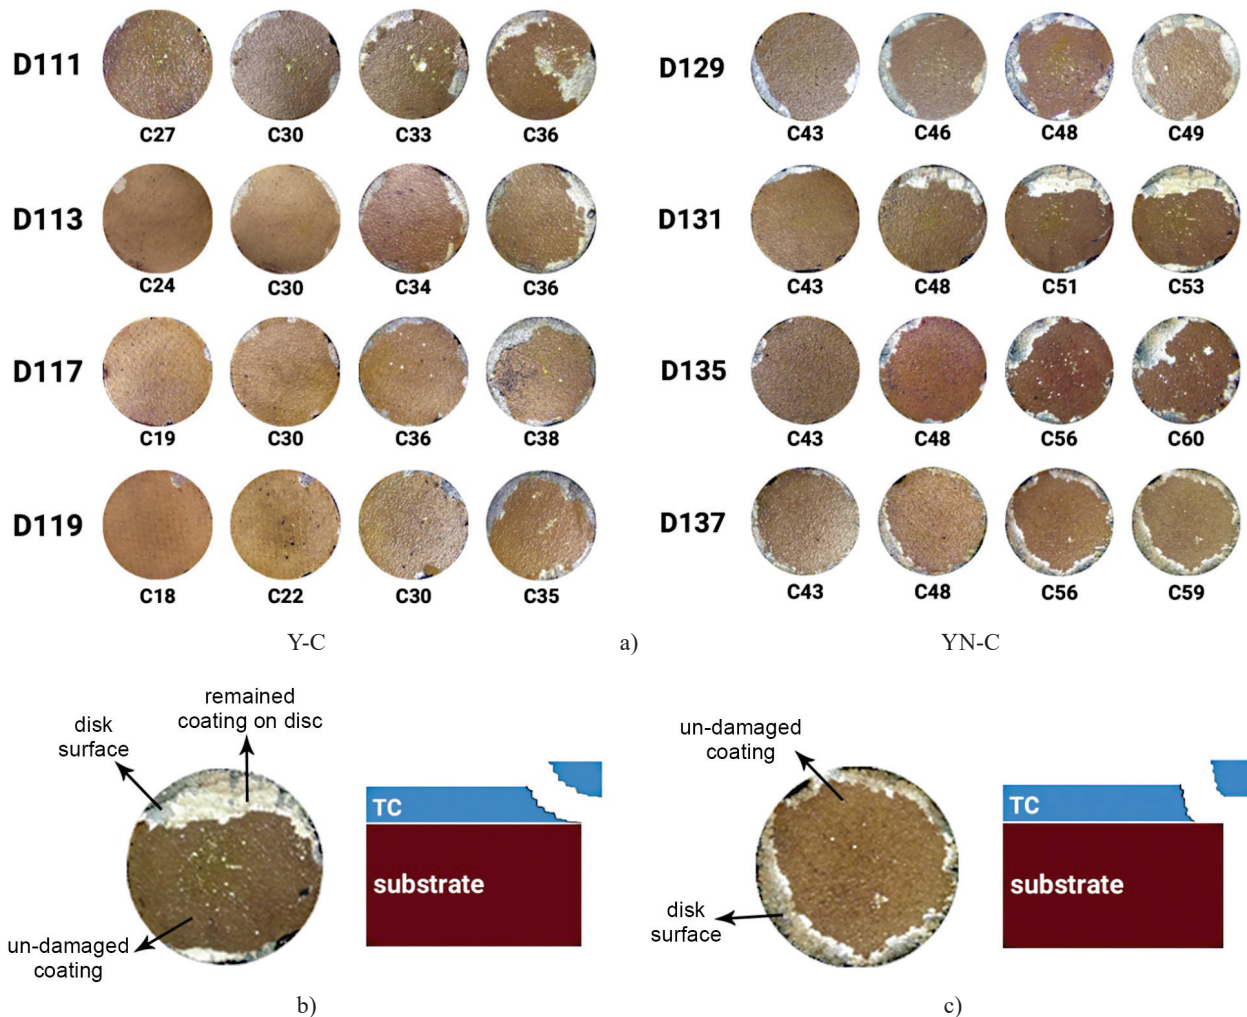 D111
C27 C30 C33 C36
D113
C24 C30 C34 C36
D117
C19 C30 C36 C38
D119
C18 C22 C30 C35
D129
C43 C46 C48 C49
D131
C43 C48 C51 C53
D135
C43 C48 C56 C60
D137
C43 C48 C56 C59
Y-C a) YN-C
remained
coating on disc
disk
surface
un-damaged
coating
TC
substrate
b)
un-damaged
coating
disk
surface
TC
substrate
c)